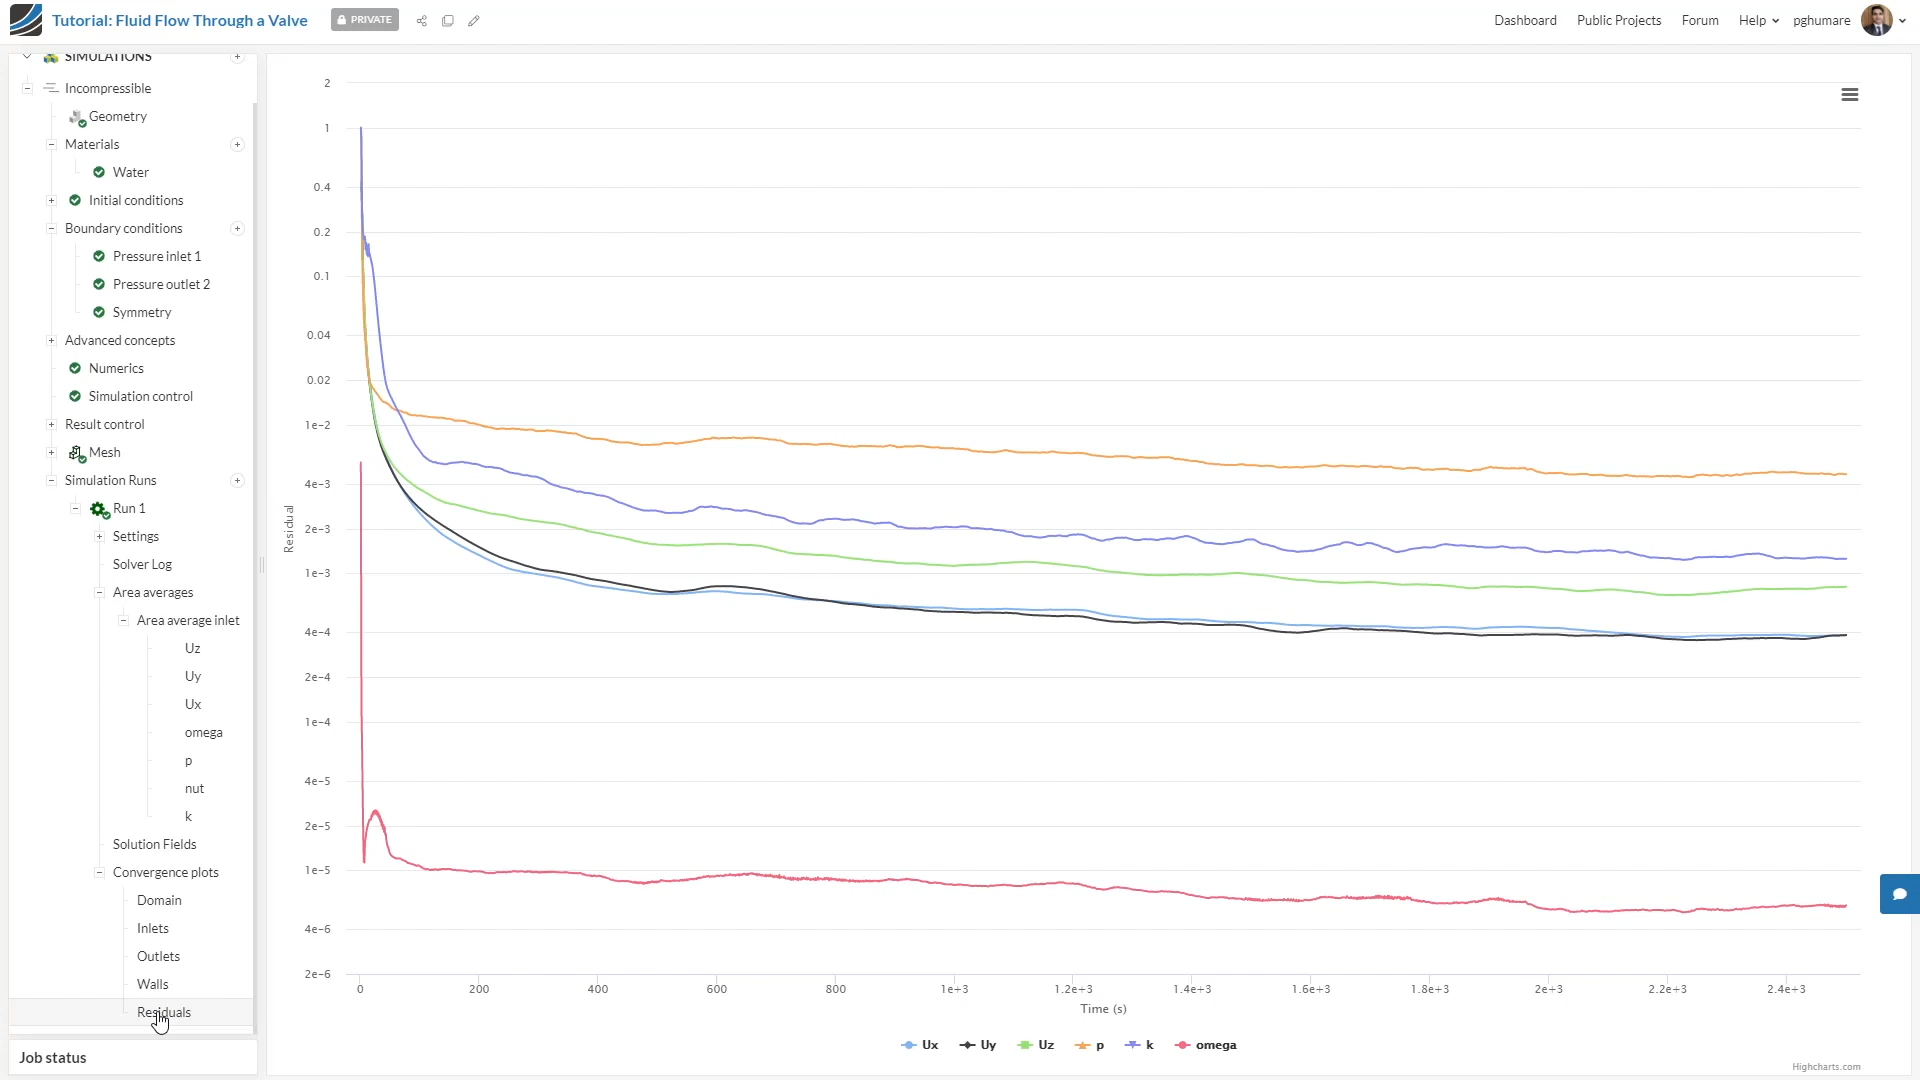 Tutorial: Fluid Flow Through a Valve
PRIVATE
Dashboard
Public Projects
Forum
Help
pghumare
SIMULATIONS
Incompressible
Geometry
Materials
Water
Initial conditions
Boundary conditions
Pressure inlet 1
Pressure outlet 2
Symmetry
Advanced concepts
Numerics
Simulation control
Result control
Mesh
Simulation Runs
Run 1
Settings
Solver Log
Area averages
Area average inlet
Uz
Uy
Ux
omega
p
nut
k
Solution Fields
Convergence plots
Domain
Inlets
Outlets
Walls
Residuals
Job status
Residual
2
1
0.4
0.2
0.1
0.04
0.02
1e-2
4e-3
2e-3
1e-3
4e-4
2e-4
1e-4
4e-5
2e-5
1e-5
4e-6
2e-6
0 200 400 600 800 1e+3 1.2e+3 1.4e+3 1.6e+3 1.8e+3 2e+3 2.2e+3 2.4e+3
Time (s)
Ux Uy Uz p k omega
Highcharts.com